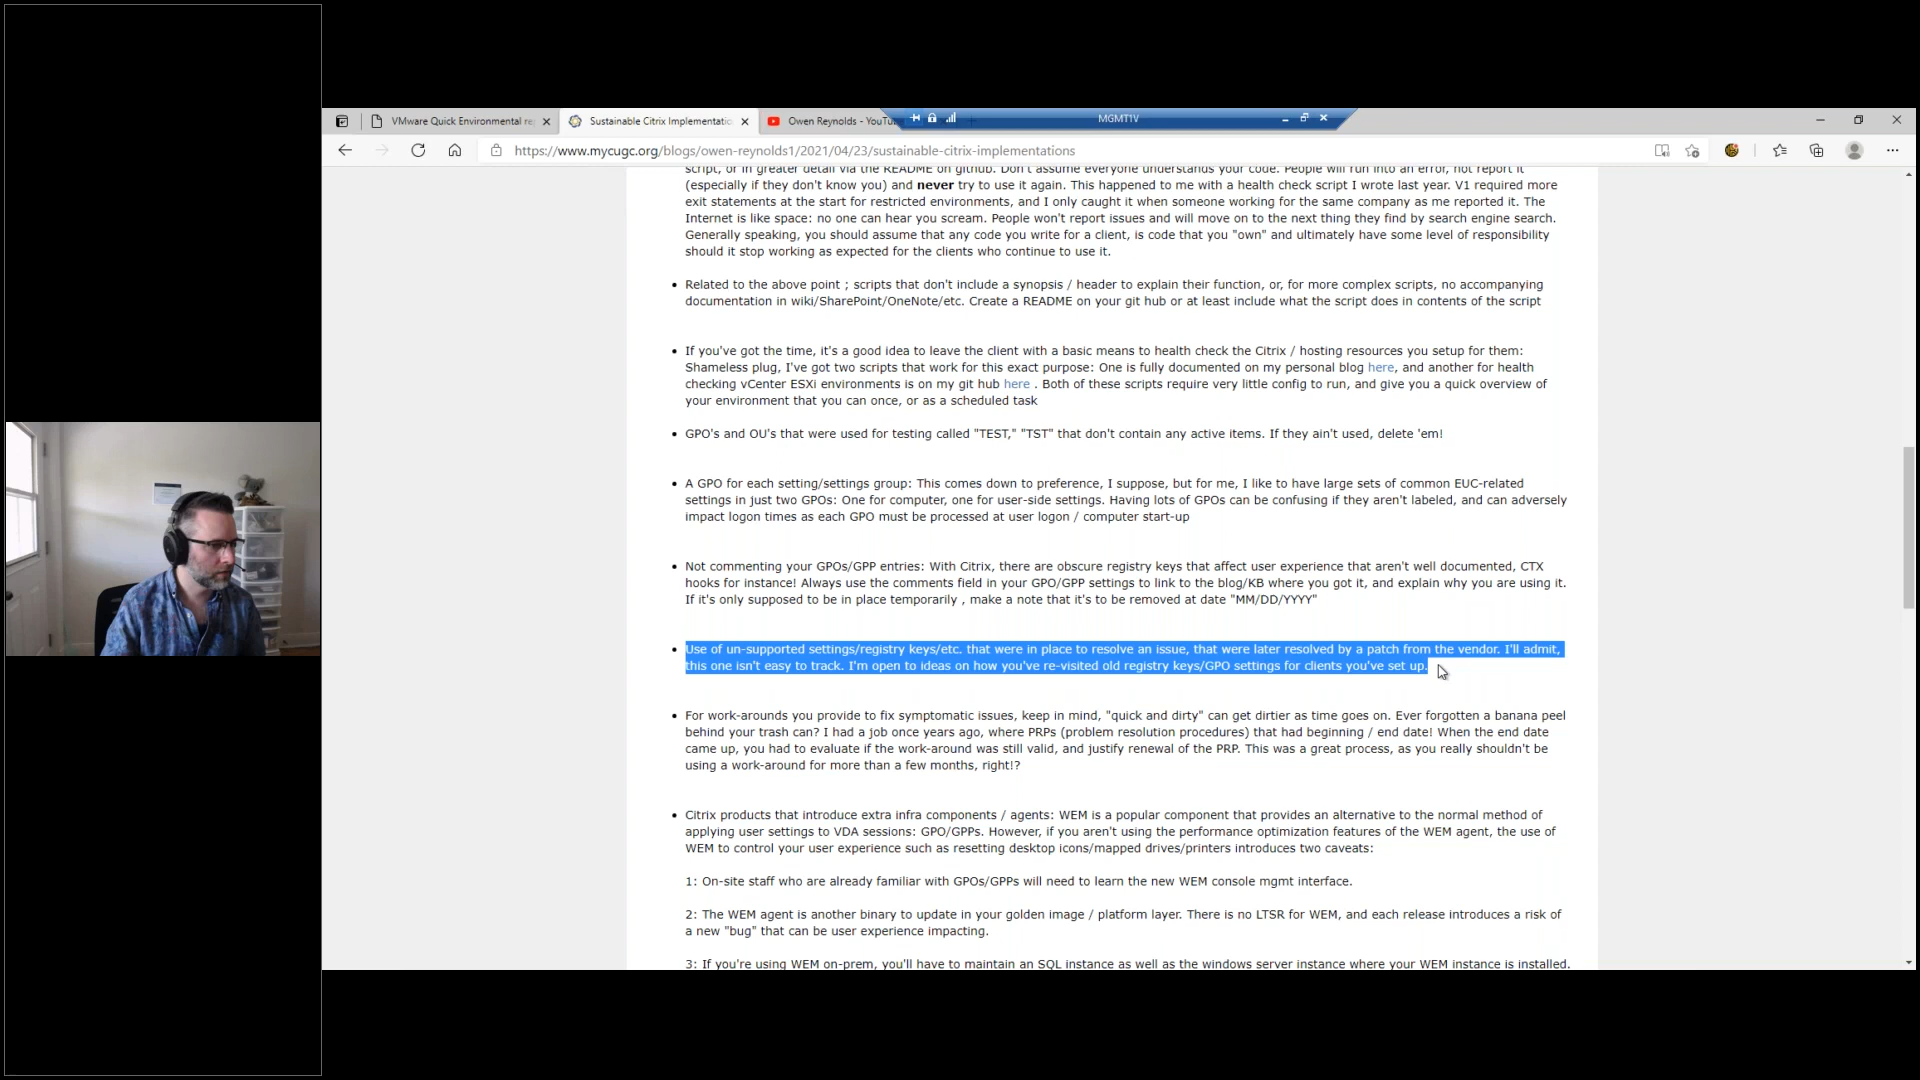 VMware Quick Environmental re
Sustainable Citrix Implementatio
Owen Reynolds - YouTu
MGMT1V
https://www.mycugc.org/blogs/owen-reynolds1/2021/04/23/sustainable-citrix-implementations
script, or in greater detail via the README on github. Don't assume everyone understands your code. People will run into an error, not report it
(especially if they don't know you) and never try to use it again. This happened to me with a health check script I wrote last year. V1 required more
exit statements at the start for restricted environments, and I only caught it when someone working for the same company as me reported it. The
Internet is like space: no one can hear you scream. People won't report issues and will move on to the next thing they find by search engine search.
Generally speaking, you should assume that any code you write for a client, is code that you "own" and ultimately have some level of responsibility
should it stop working as expected for the clients who continue to use it.
• Related to the above point ; scripts that don't include a synopsis / header to explain their function, or, for more complex scripts, no accompanying
documentation in wiki/SharePoint/OneNote/etc. Create a README on your git hub or at least include what the script does in contents of the script
• If you've got the time, it's a good idea to leave the client with a basic means to health check the Citrix / hosting resources you setup for them:
Shameless plug, I've got two scripts that work for this exact purpose: One is fully documented on my personal blog here, and another for health
checking vCenter ESXi environments is on my git hub here . Both of these scripts require very little config to run, and give you a quick overview of
your environment that you can once, or as a scheduled task
• GPO's and OU's that were used for testing called "TEST," "TST" that don't contain any active items. If they ain't used, delete 'em!
• A GPO for each setting/settings group: This comes down to preference, I suppose, but for me, I like to have large sets of common EUC-related
settings in just two GPOs: One for computer, one for user-side settings. Having lots of GPOs can be confusing if they aren't labeled, and can adversely
impact logon times as each GPO must be processed at user logon / computer start-up
• Not commenting your GPOs/GPP entries: With Citrix, there are obscure registry keys that affect user experience that aren't well documented, CTX
hooks for instance! Always use the comments field in your GPO/GPP settings to link to the blog/KB where you got it, and explain why you are using it.
If it's only supposed to be in place temporarily , make a note that it's to be removed at date "MM/DD/YYYY"
• Use of un-supported settings/registry keys/etc. that were in place to resolve an issue, that were later resolved by a patch from the vendor. I'll admit,
this one isn't easy to track. I'm open to ideas on how you've re-visited old registry keys/GPO settings for clients you've set up.
• For work-arounds you provide to fix symptomatic issues, keep in mind, "quick and dirty" can get dirtier as time goes on. Ever forgotten a banana peel
behind your trash can? I had a job once years ago, where PRPs (problem resolution procedures) that had beginning / end date! When the end date
came up, you had to evaluate if the work-around was still valid, and justify renewal of the PRP. This was a great process, as you really shouldn't be
using a work-around for more than a few months, right!?
• Citrix products that introduce extra infra components / agents: WEM is a popular component that provides an alternative to the normal method of
applying user settings to VDA sessions: GPO/GPPs. However, if you aren't using the performance optimization features of the WEM agent, the use of
WEM to control your user experience such as resetting desktop icons/mapped drives/printers introduces two caveats:
1: On-site staff who are already familiar with GPOs/GPPs will need to learn the new WEM console mgmt interface.
2: The WEM agent is another binary to update in your golden image / platform layer. There is no LTSR for WEM, and each release introduces a risk of
a new "bug" that can be user experience impacting.
3: If you're using WEM on-prem, you'll have to maintain an SQL instance as well as the windows server instance where your WEM instance is installed.